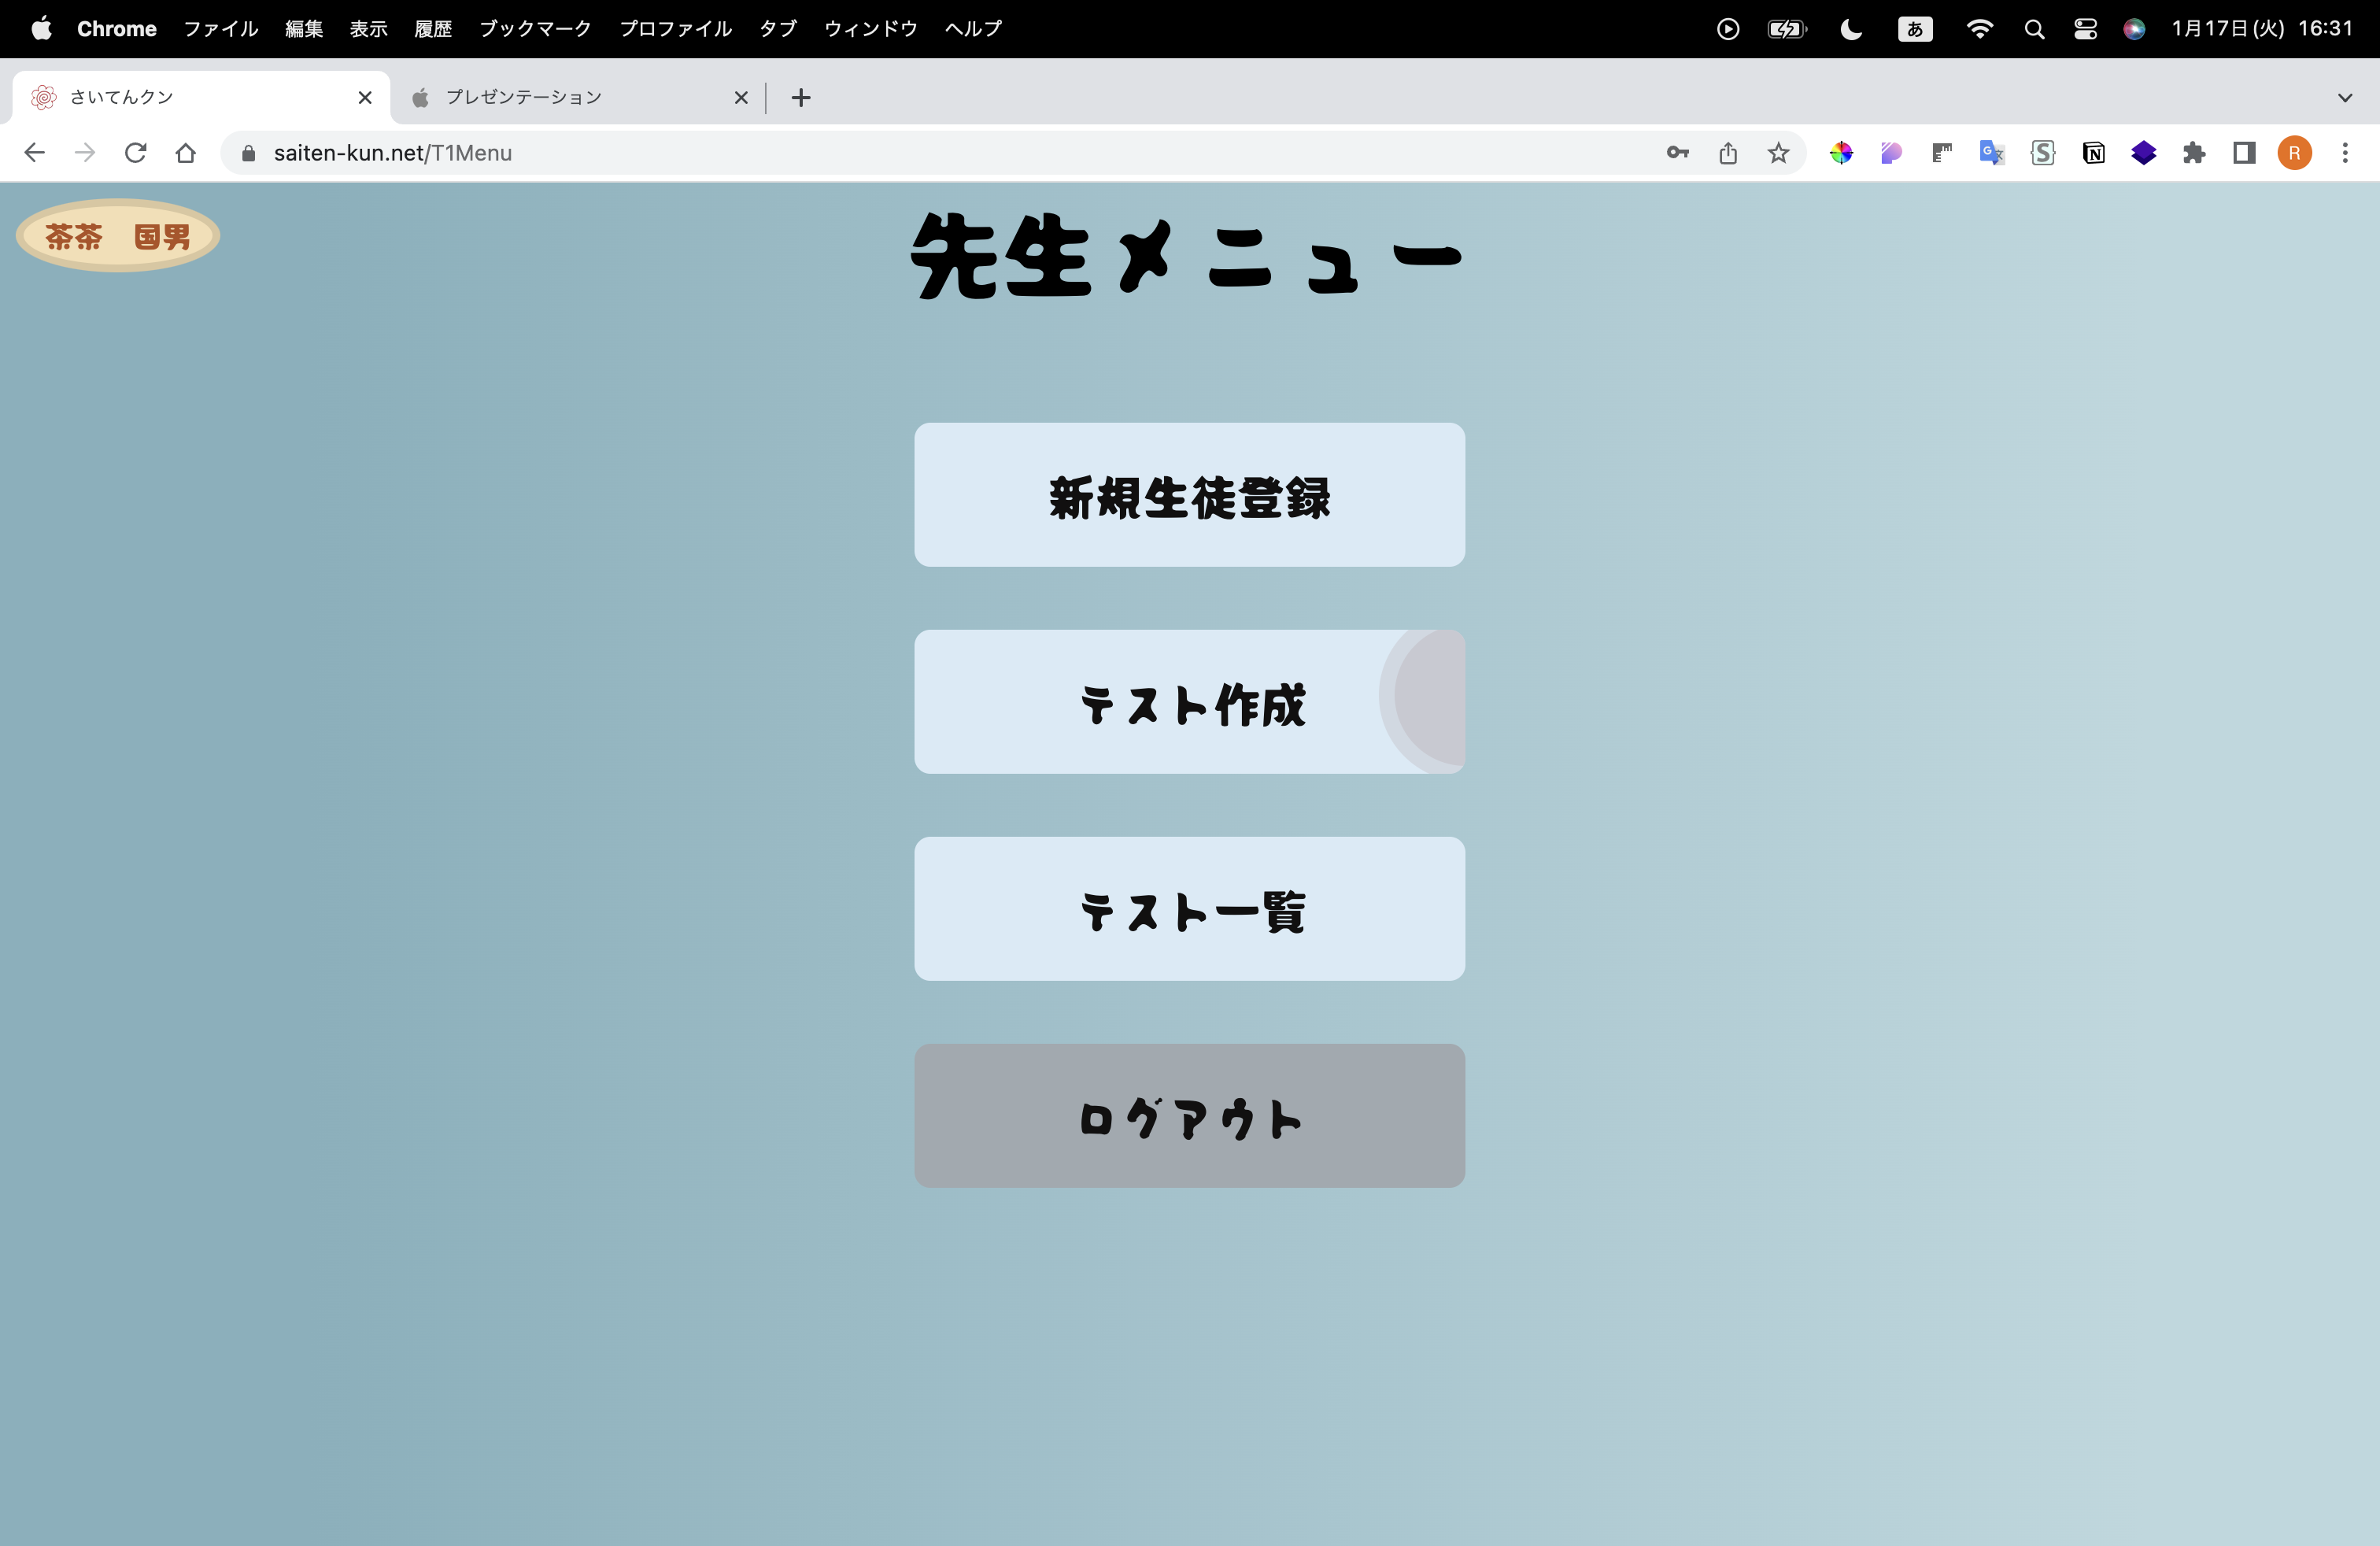 Chrome ファイル 編集 表示 履歴 ブックマーク プロファイル タブ ウィンドウ ヘルプ あ 1月17日(火) 16:31
さいてんクン プレゼンテーション
saiten-kun.net/T1Menu R
茶茶　国男
先生メニュー
新規生徒登録
テスト作成
テスト一覧
ログアウト